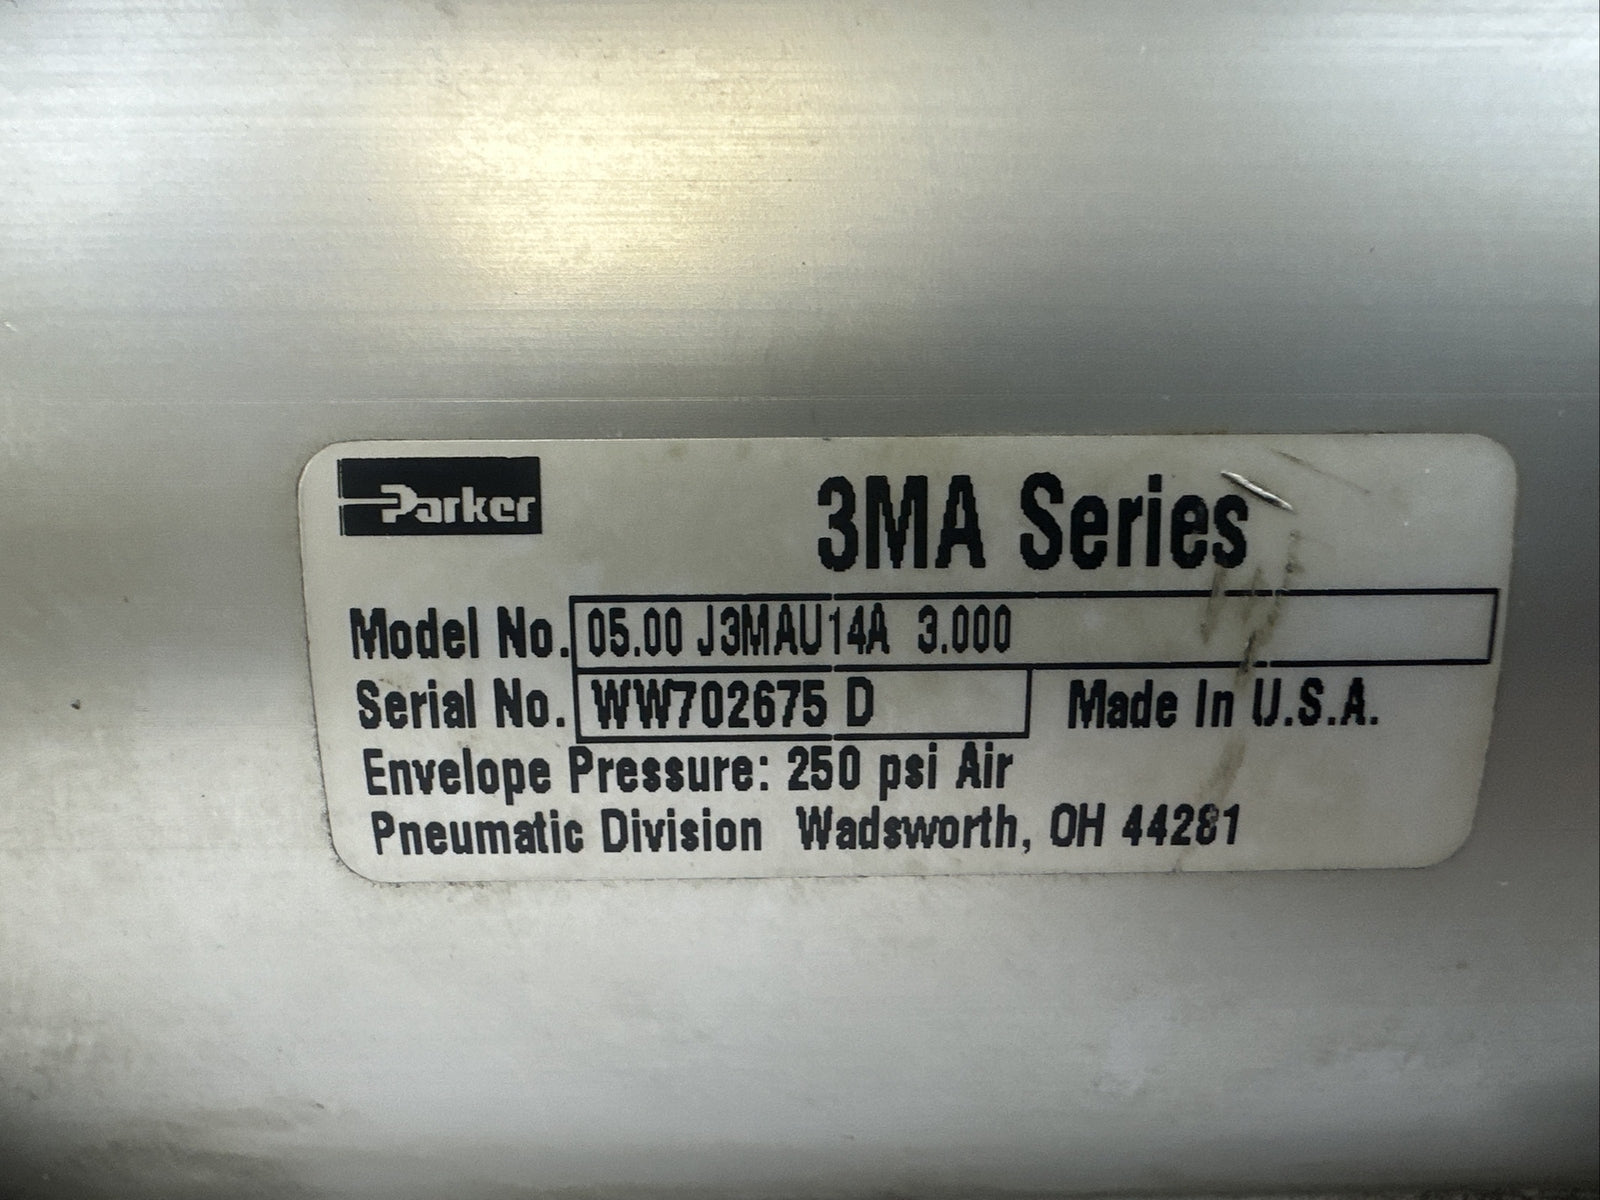 Parker
3MA Series
Model No. 05.00 J3MAU14A 3.000
Serial No. WW702675 D Made In U.S.A.
Envelope Pressure: 250 psi Air
Pneumatic Division Wadsworth, OH 44281